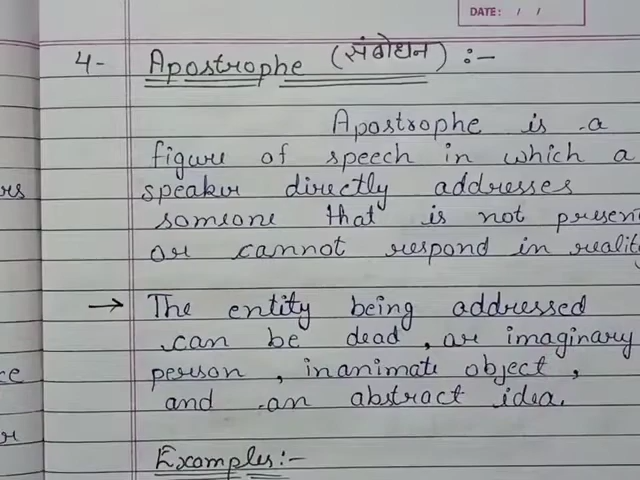 DATE: / /
4- Apostrophe (संबोधन) :-
Apostrophe is a
figure of speech in which a
speaker directly addresses
someone that is not present
or cannot respond in reality
→ The entity being addressed
can be dead, or imaginary
person, inanimate object,
and an abstract idea.
Examples:-